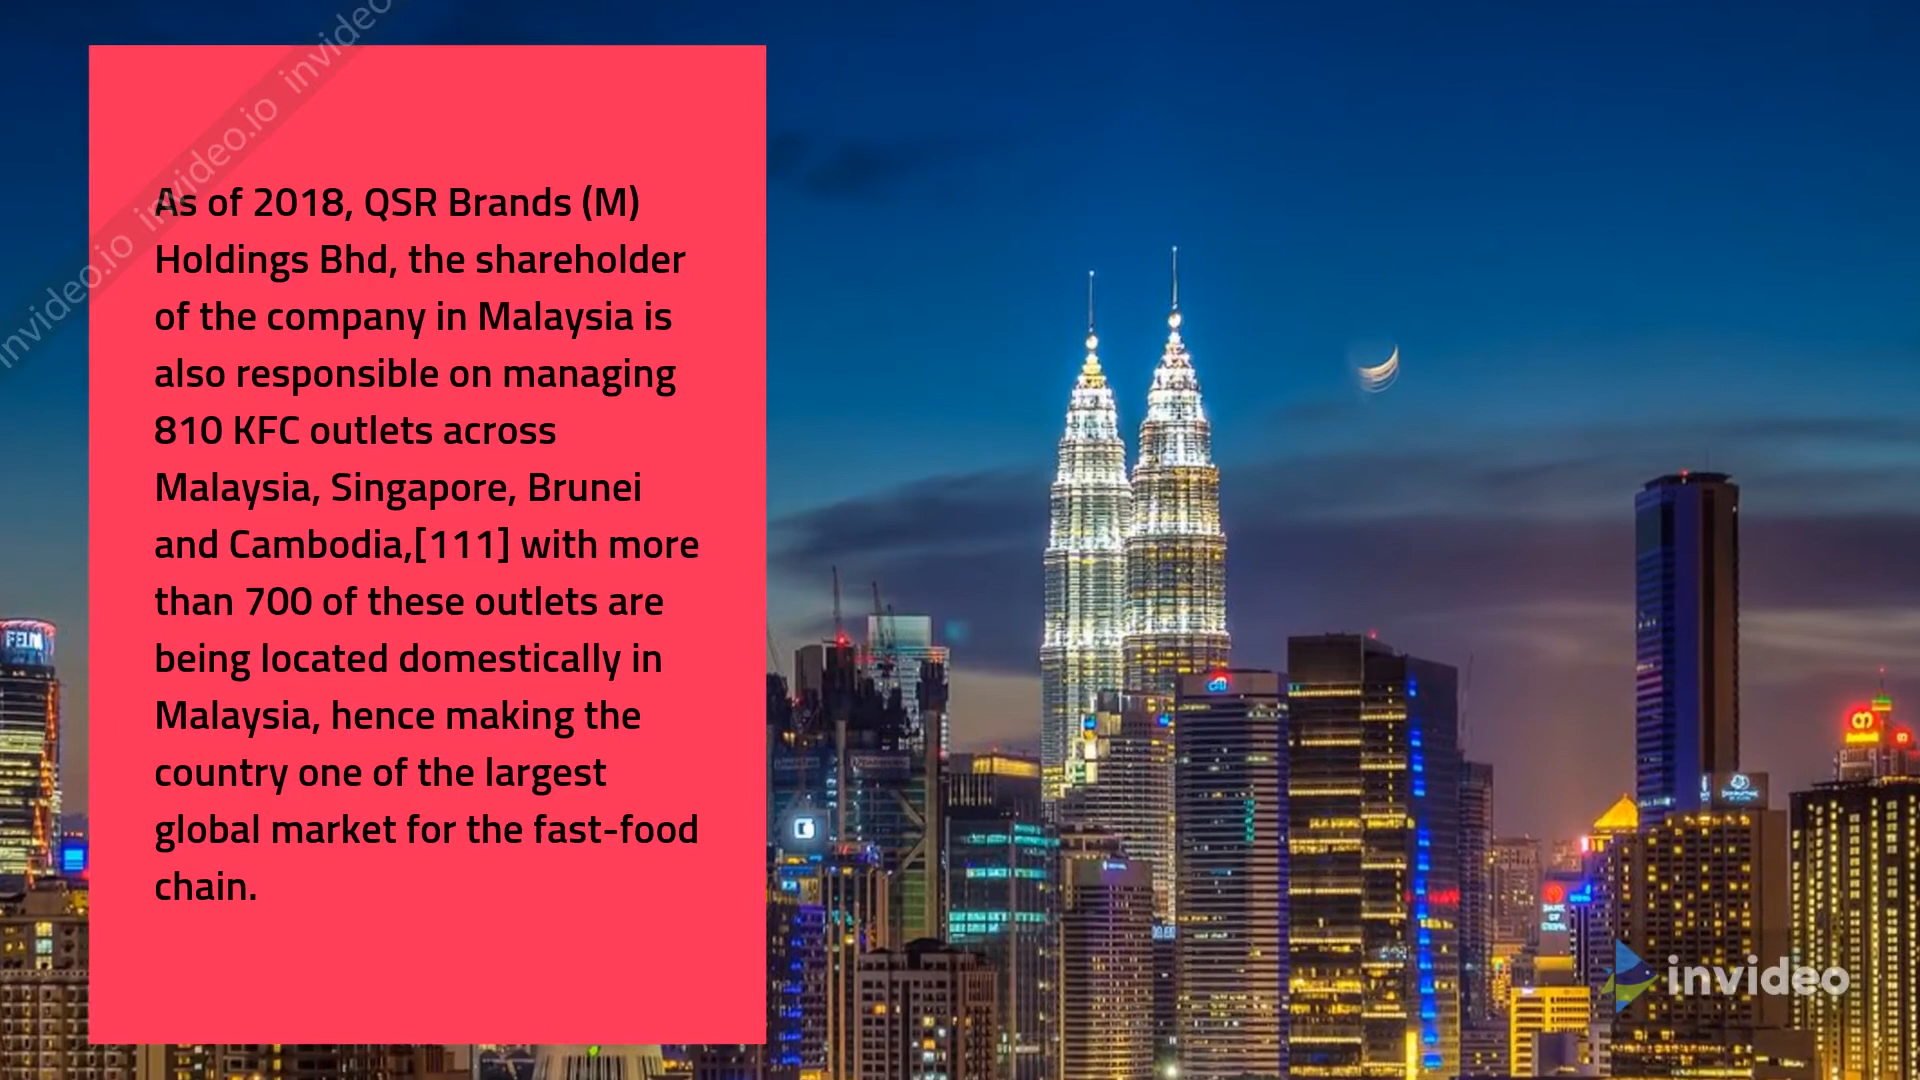 invideo.io invideo.io invideo
As of 2018, QSR Brands (M)
Holdings Bhd, the shareholder
of the company in Malaysia is
also responsible on managing
810 KFC outlets across
Malaysia, Singapore, Brunei
and Cambodia,[111] with more
than 700 of these outlets are
being located domestically in
Malaysia, hence making the
country one of the largest
global market for the fast-food
chain.
citi
invideo